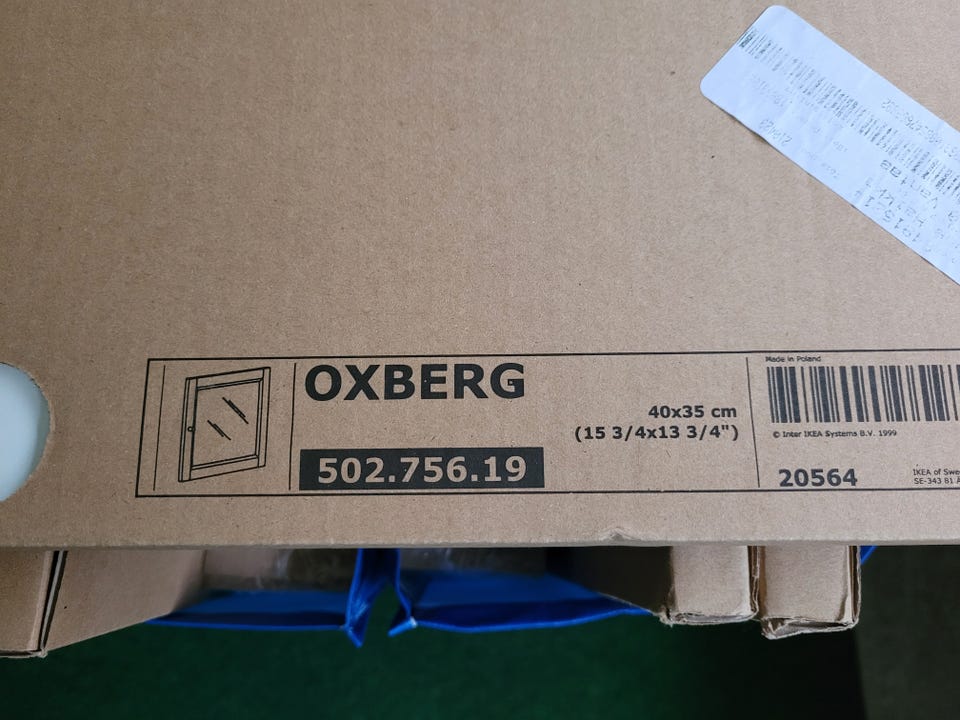 OXBERG
40x35 cm
(15 3/4x13 3/4")
502.756.19
Made in Poland
© Inter IKEA Systems B.V. 1999
20564
IKEA of Swe
SE-343 81 Ä